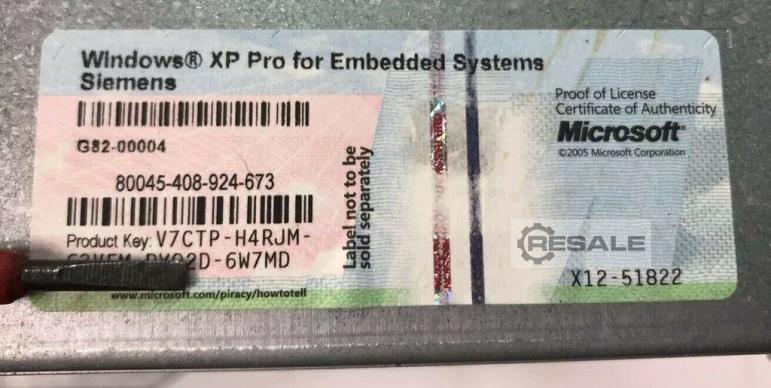 Windows® XP Pro for Embedded Systems
Siemens
G82-00004
80045-408-924-673
Product Key: V7CTP-H4RJM-
-6W7MD
www.microsoft.com/piracy/howtotell
Label not to be
sold separately
Proof of License
Certificate of Authenticity
Microsoft®
©2005 Microsoft Corporation
RESALE
X12-51822